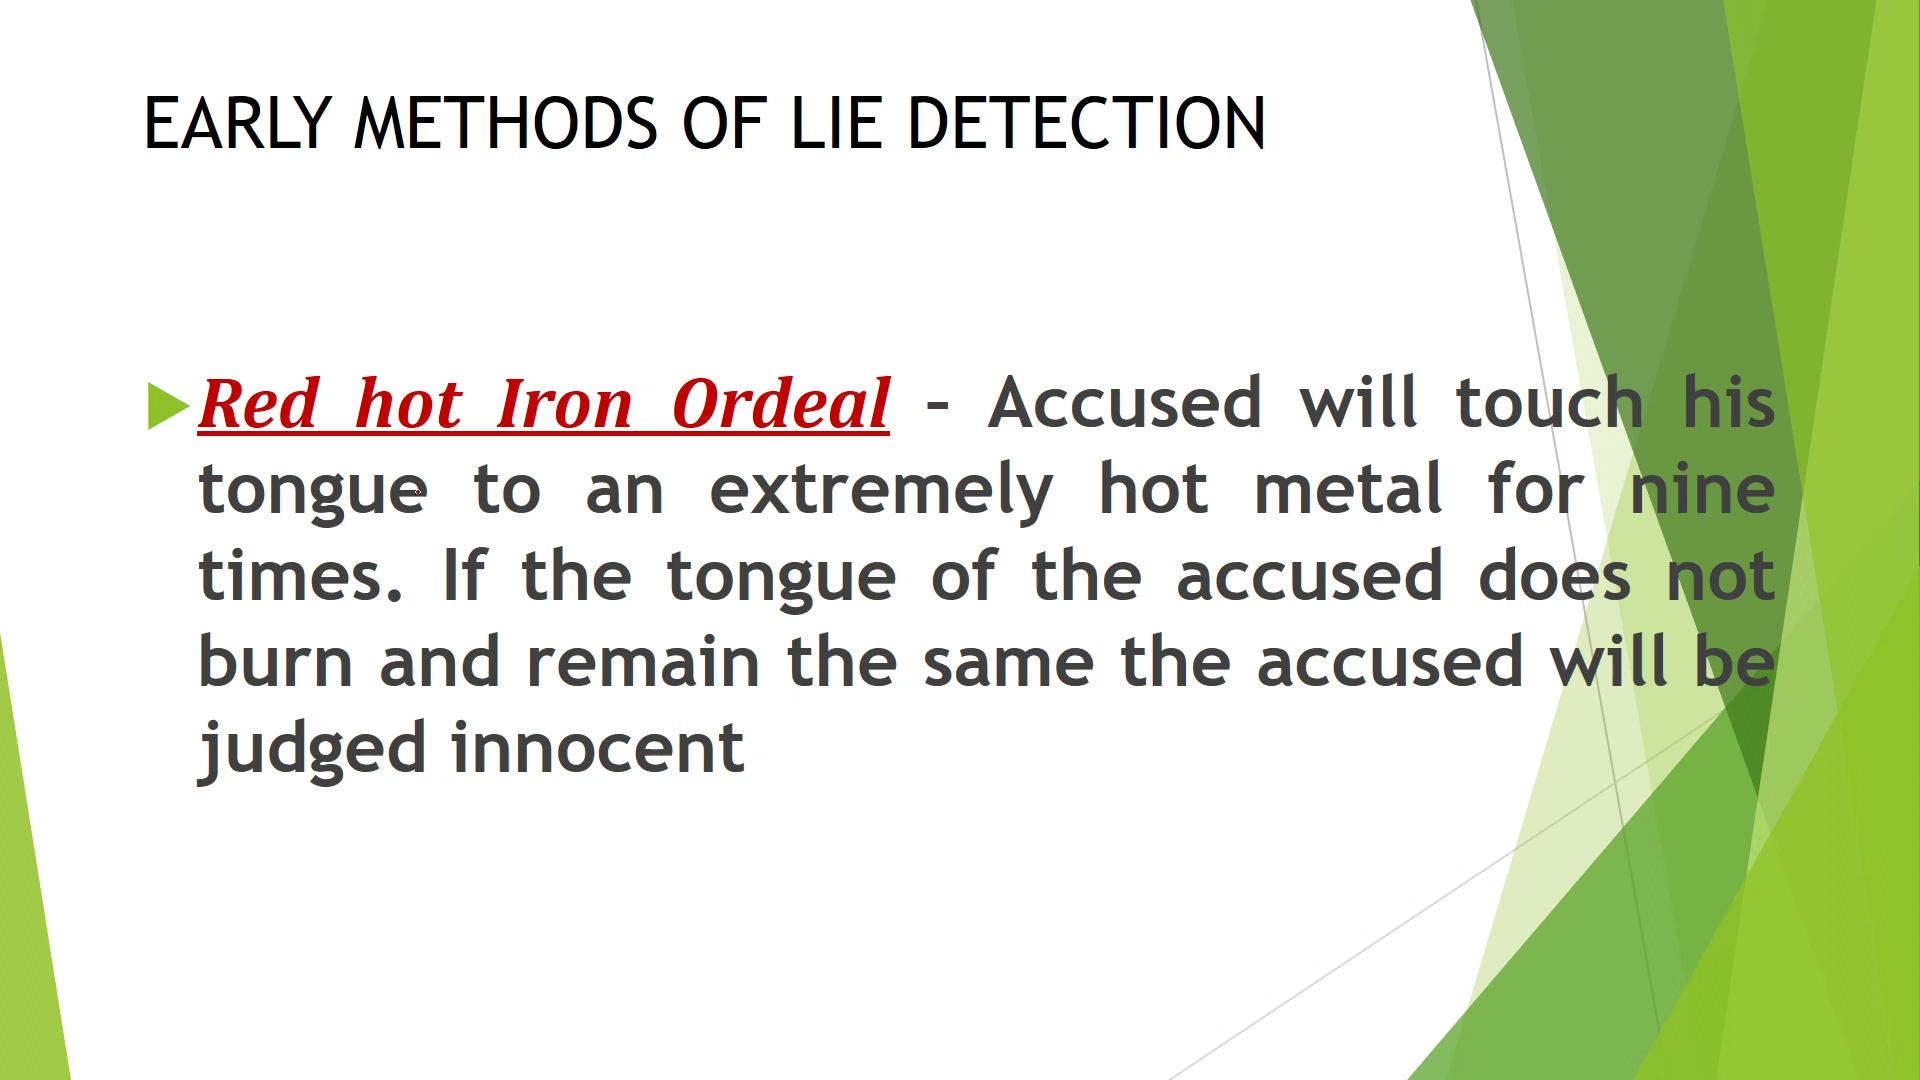 EARLY METHODS OF LIE DETECTION
Red hot Iron Ordeal – Accused will touch his
tongue to an extremely hot metal for nine
times. If the tongue of the accused does not
burn and remain the same the accused will be
judged innocent